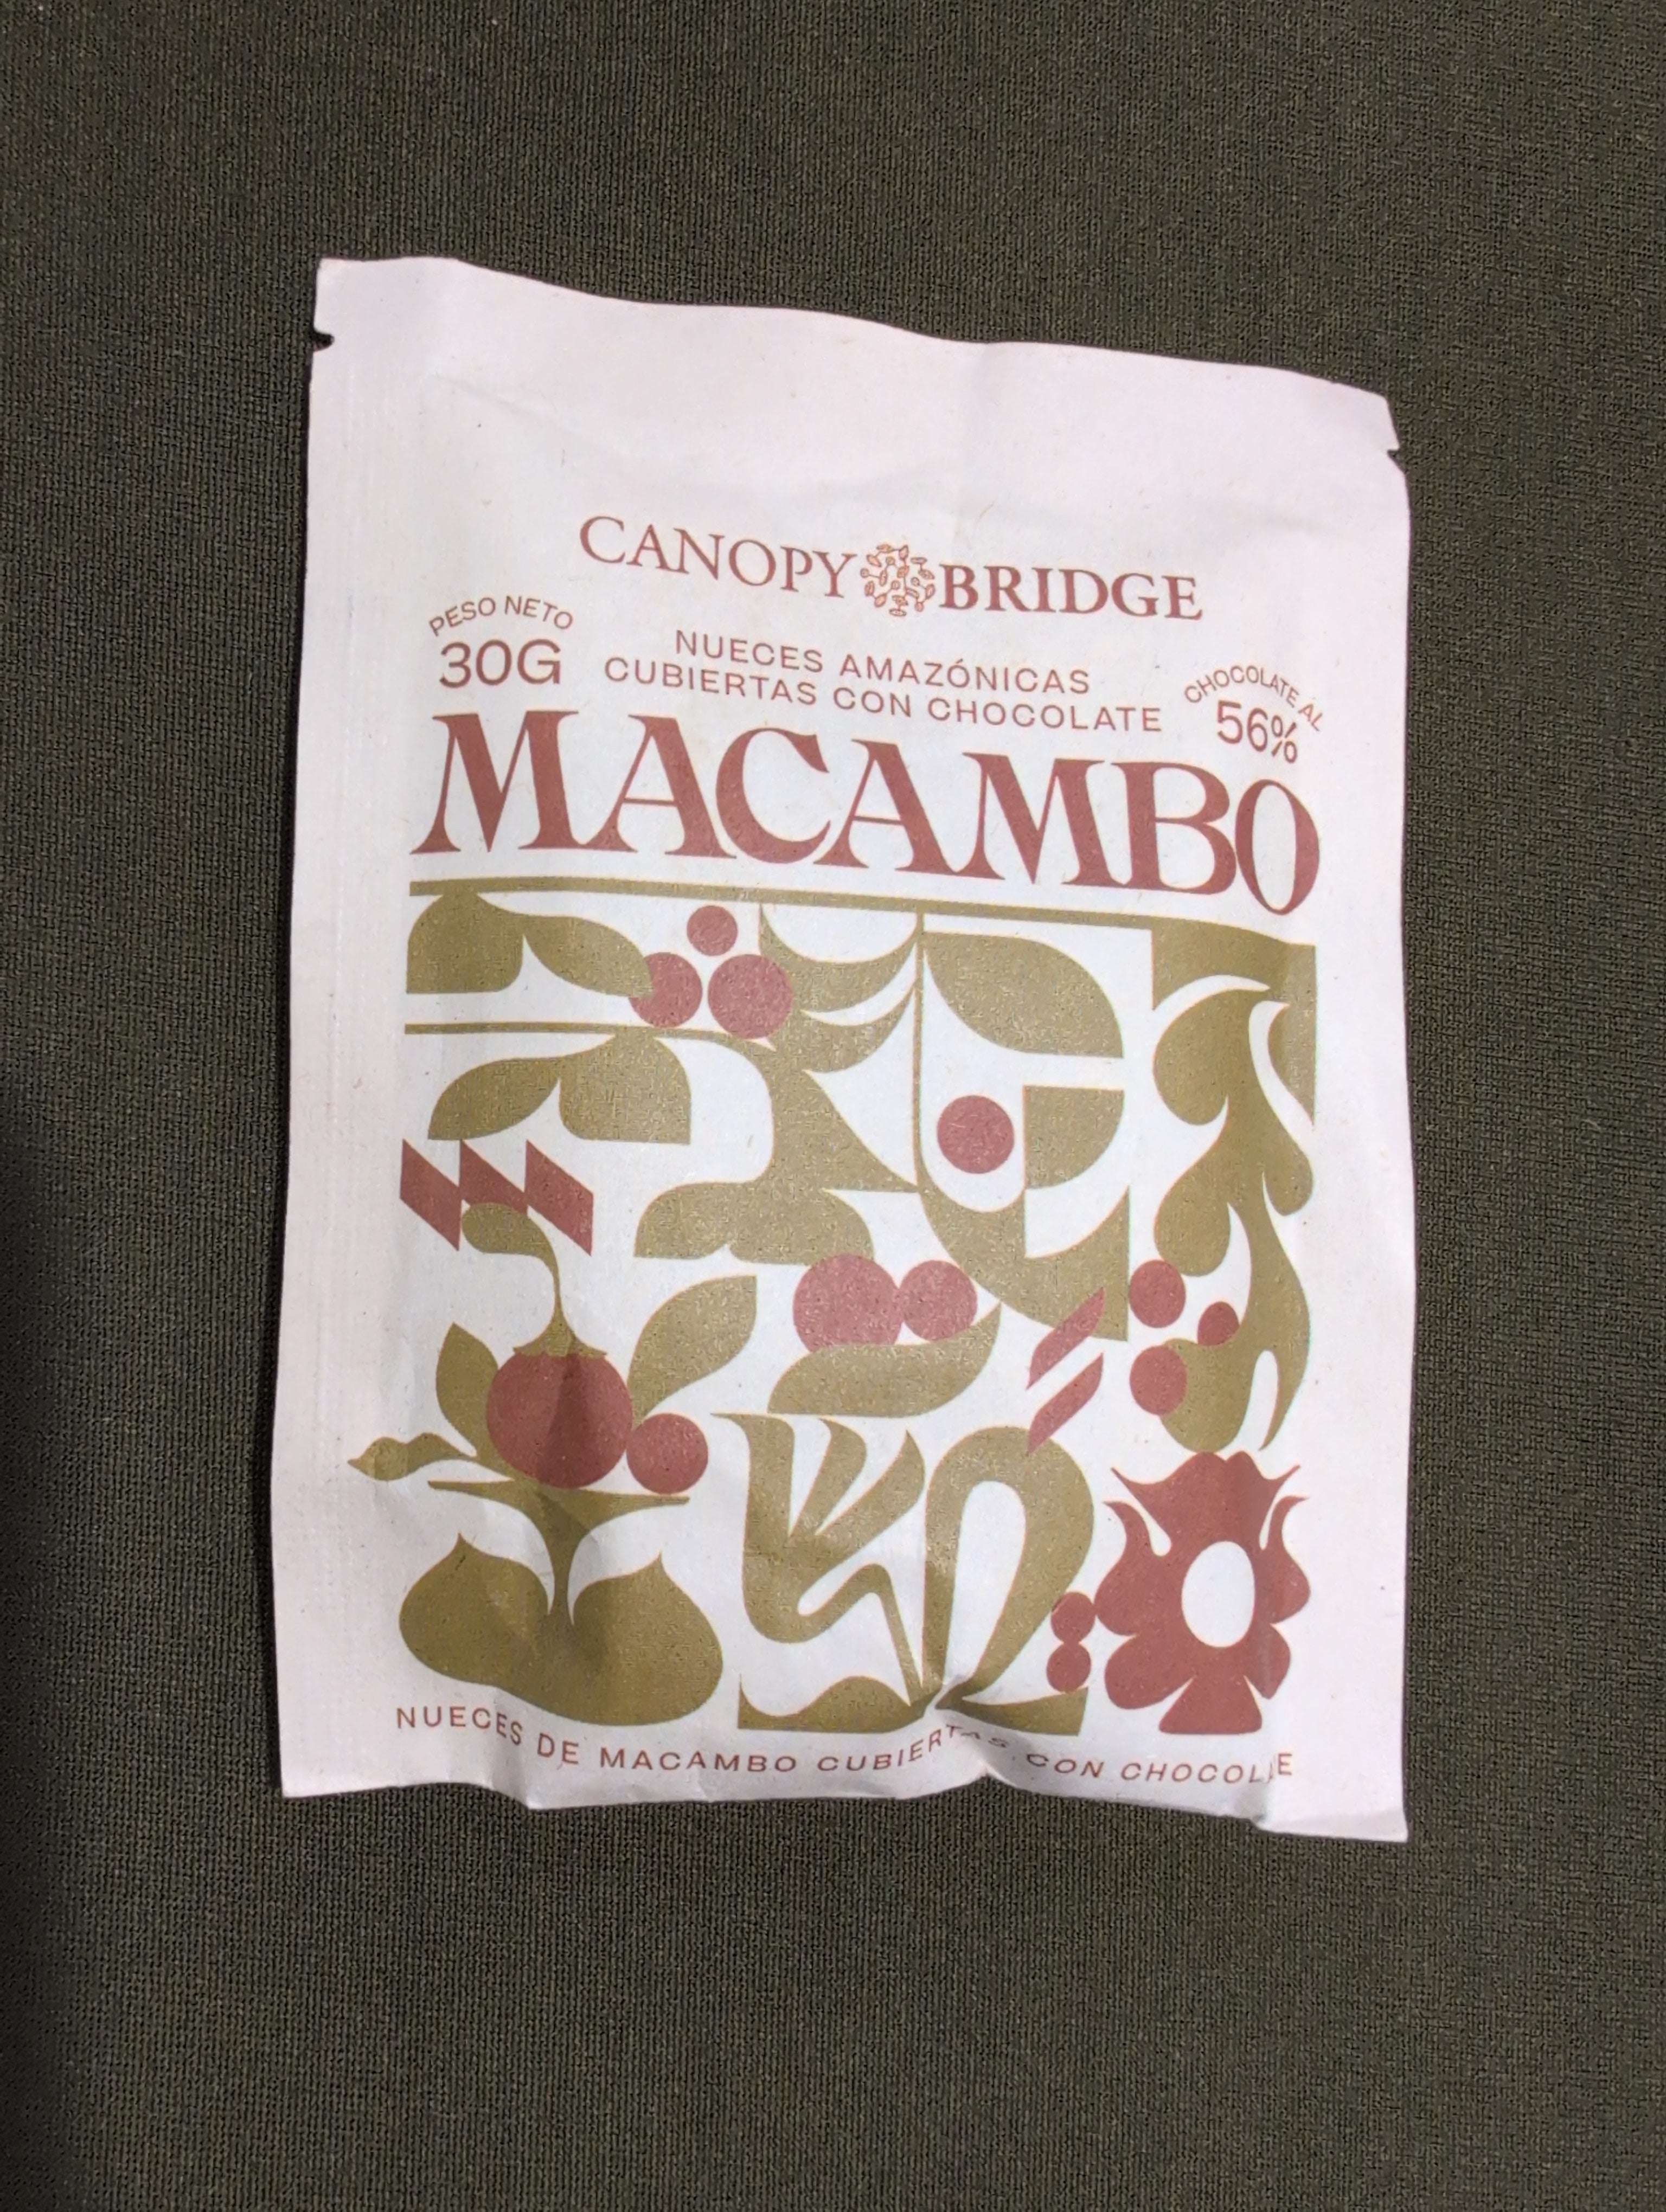 CANOPY BRIDGE
PESO NETO
30G
NUECES AMAZÓNICAS
CUBIERTAS CON CHOCOLATE
CHOCOLATE AL
56%
MACAMBO
NUECES DE MACAMBO CUBIERTAS CON